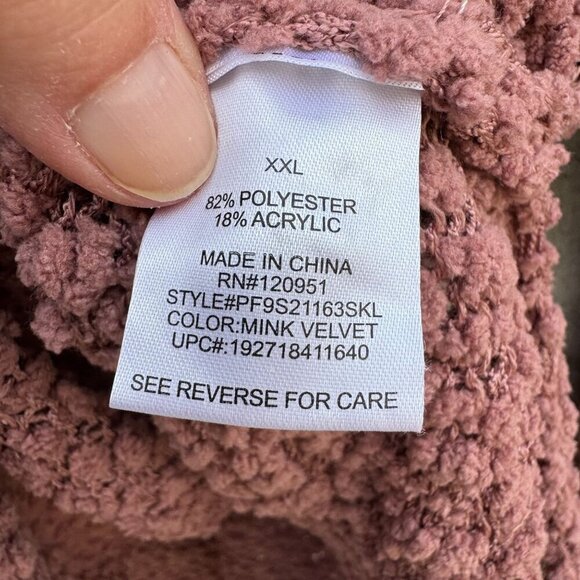 XXL
82% POLYESTER
18% ACRYLIC
MADE IN CHINA
RN#120951
STYLE#PF9S21163SKL
COLOR:MINK VELVET
UPC#:192718411640
SEE REVERSE FOR CARE